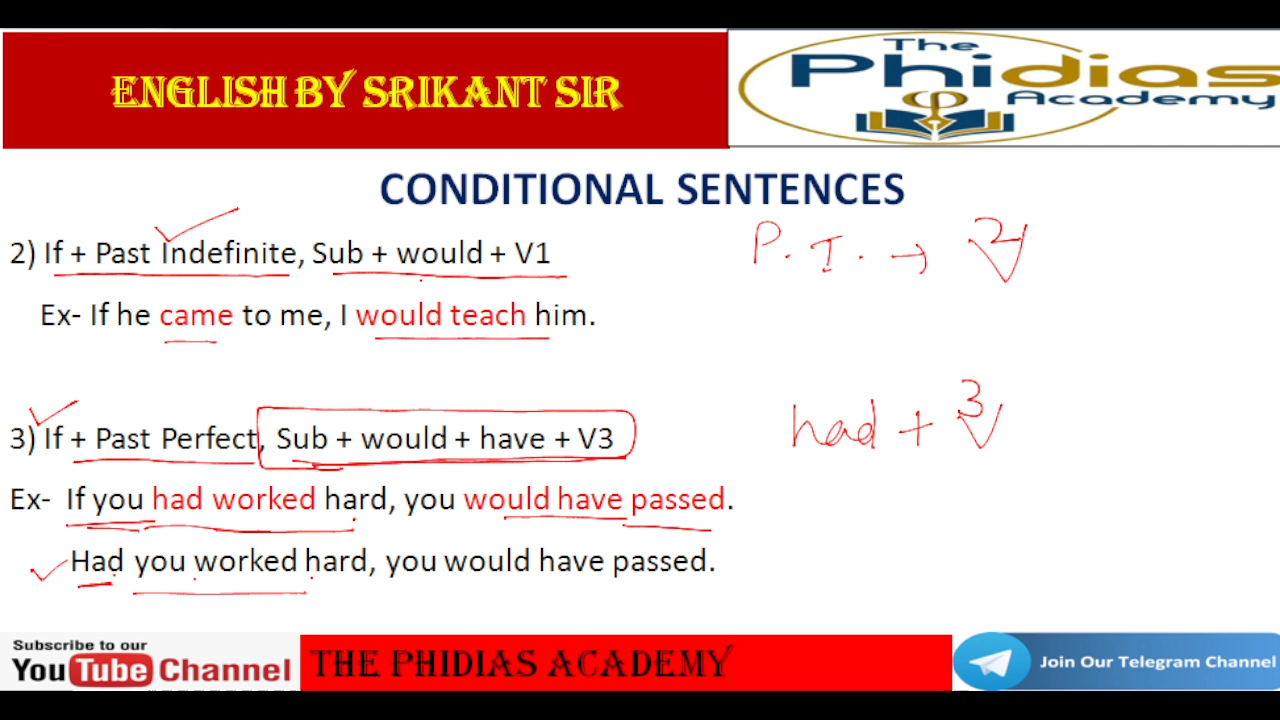 ENGLISH BY SRIKANT SIR
The
Phidias
Academy
CONDITIONAL SENTENCES
2) If + Past Indefinite, Sub + would + V1
P. I. → V2
Ex- If he came to me, I would teach him.
3) If + Past Perfect, Sub + would + have + V3
had + V3
Ex- If you had worked hard, you would have passed.
Had you worked hard, you would have passed.
Subscribe to our
YouTube Channel
THE PHIDIAS ACADEMY
Join Our Telegram Channel